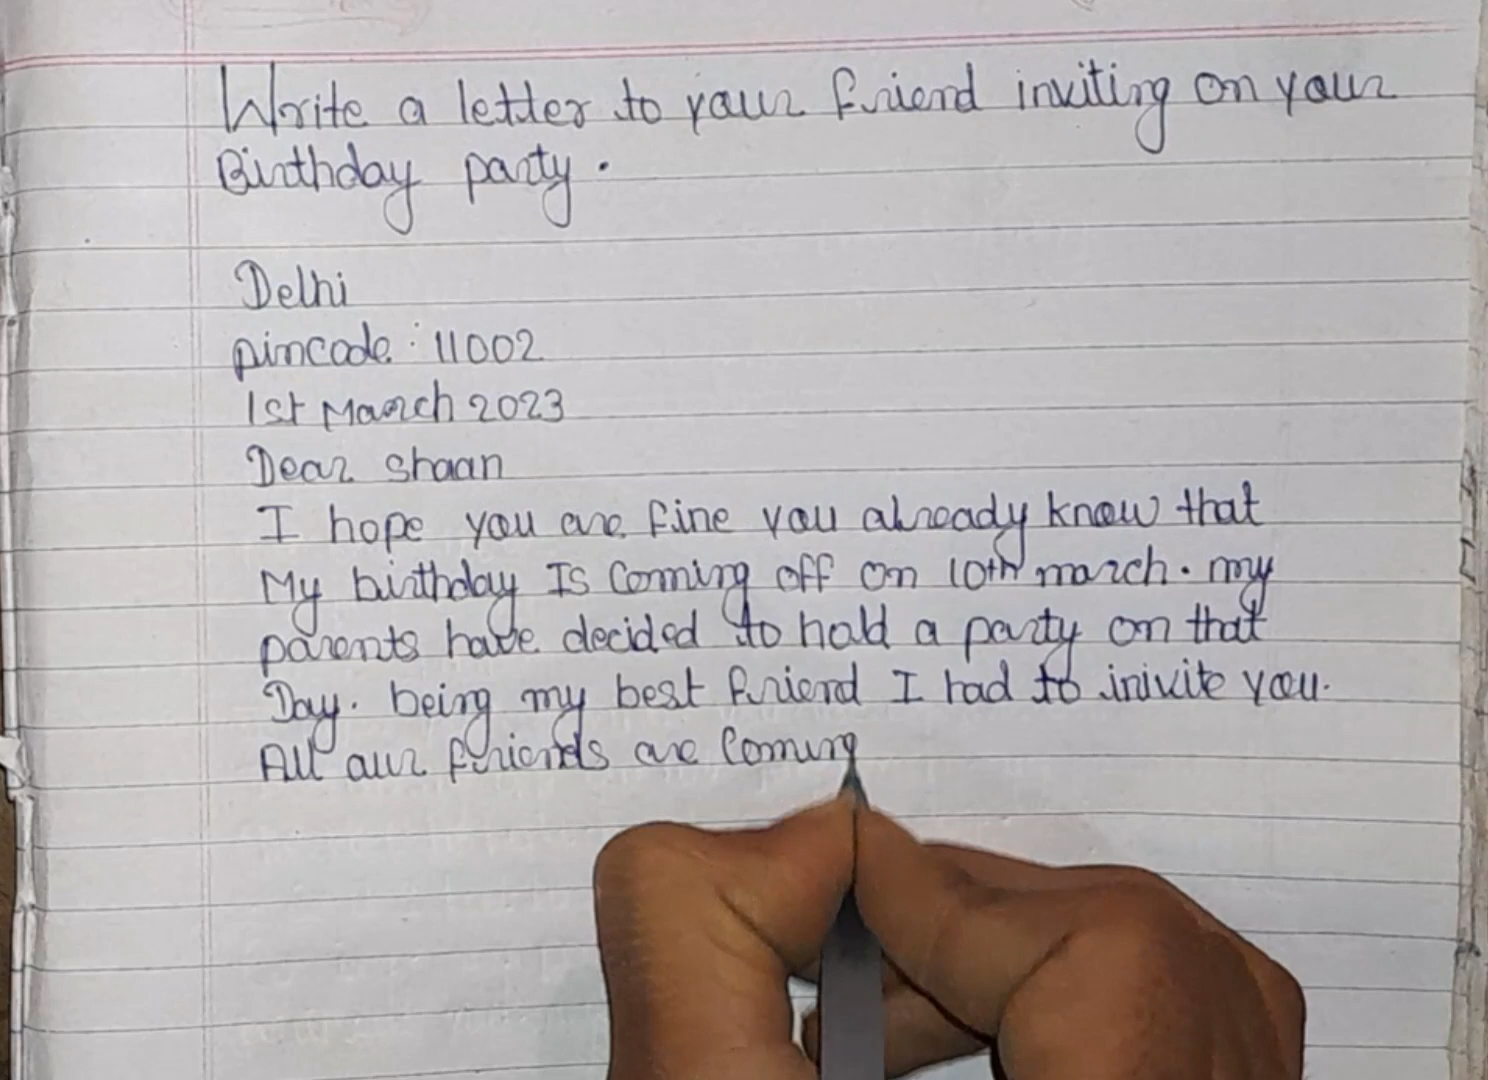 Write a letter to your friend inviting on your
Birthday party.
Delhi
pincode: 11002
1st March 2023
Dear shaan
I hope you are fine you already know that
My birthday Is Coming off on 10th march. my
parents have decided to hold a party on that
Day. being my best friend I had to inivite you.
All our friends are Coming